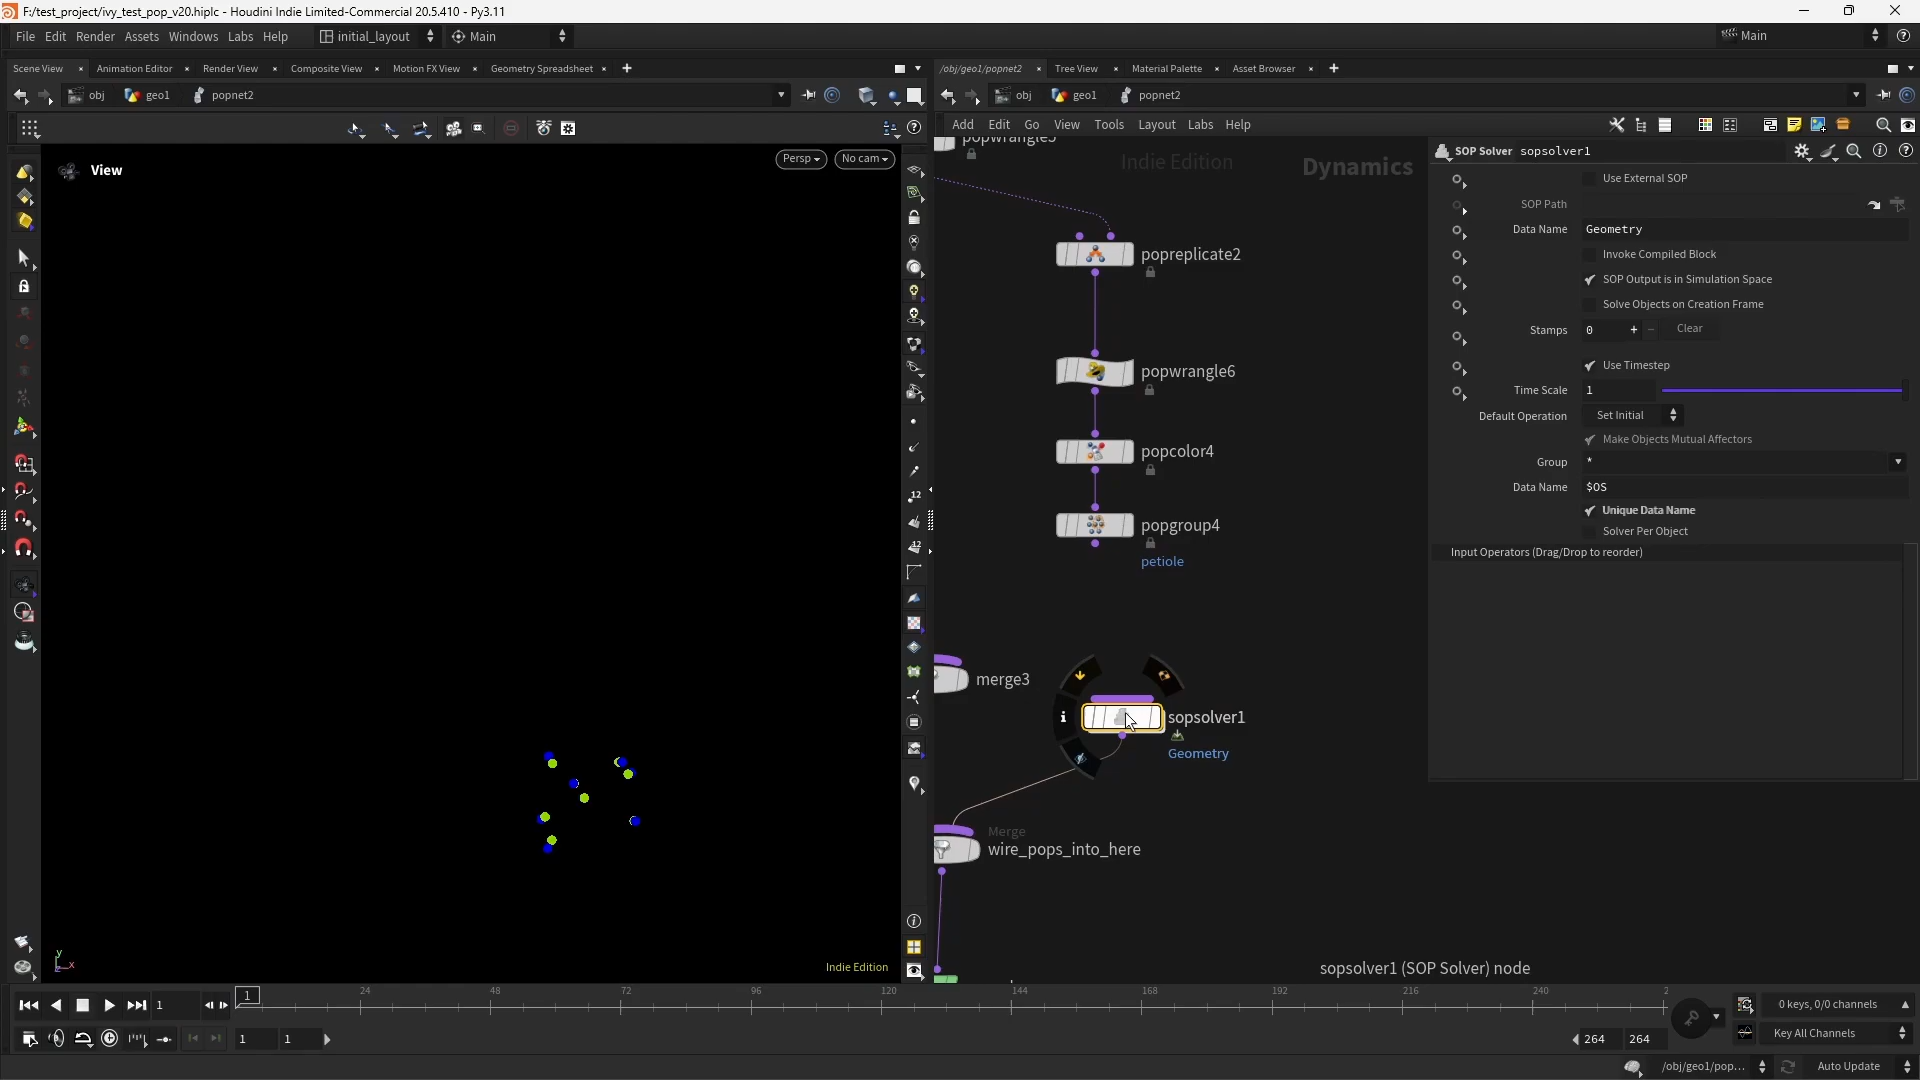 F:/test_project/ivy_test_pop_v20.hiplc - Houdini Indie Limited-Commercial 20.5.410 - Py3.11
File Edit Render Assets Windows Labs Help initial_layout Main Main
Scene View Animation Editor Render View Composite View Motion FX View Geometry Spreadsheet
/obj/geo1/popnet2 Tree View Material Palette Asset Browser
obj geo1 popnet2
obj geo1 popnet2
Add Edit Go View Tools Layout Labs Help
View
Persp
No cam
popwrangle5
Indie Edition
Dynamics
popreplicate2
popwrangle6
popcolor4
popgroup4
petiole
merge3
sopsolver1
Geometry
Merge
wire_pops_into_here
sopsolver1 (SOP Solver) node
SOP Solver sopsolver1
Use External SOP
SOP Path
Data Name Geometry
Invoke Compiled Block
SOP Output is in Simulation Space
Solve Objects on Creation Frame
Stamps 0 + - Clear
Use Timestep
Time Scale 1
Default Operation Set Initial
Make Objects Mutual Affectors
Group *
Data Name $OS
Unique Data Name
Solver Per Object
Input Operators (Drag/Drop to reorder)
12
12
y
x
z
Indie Edition
1 1 24 48 72 96 120 144 168 192 216 240 2
0 keys, 0/0 channels
1 1 264 264
Key All Channels
/obj/geo1/pop... Auto Update